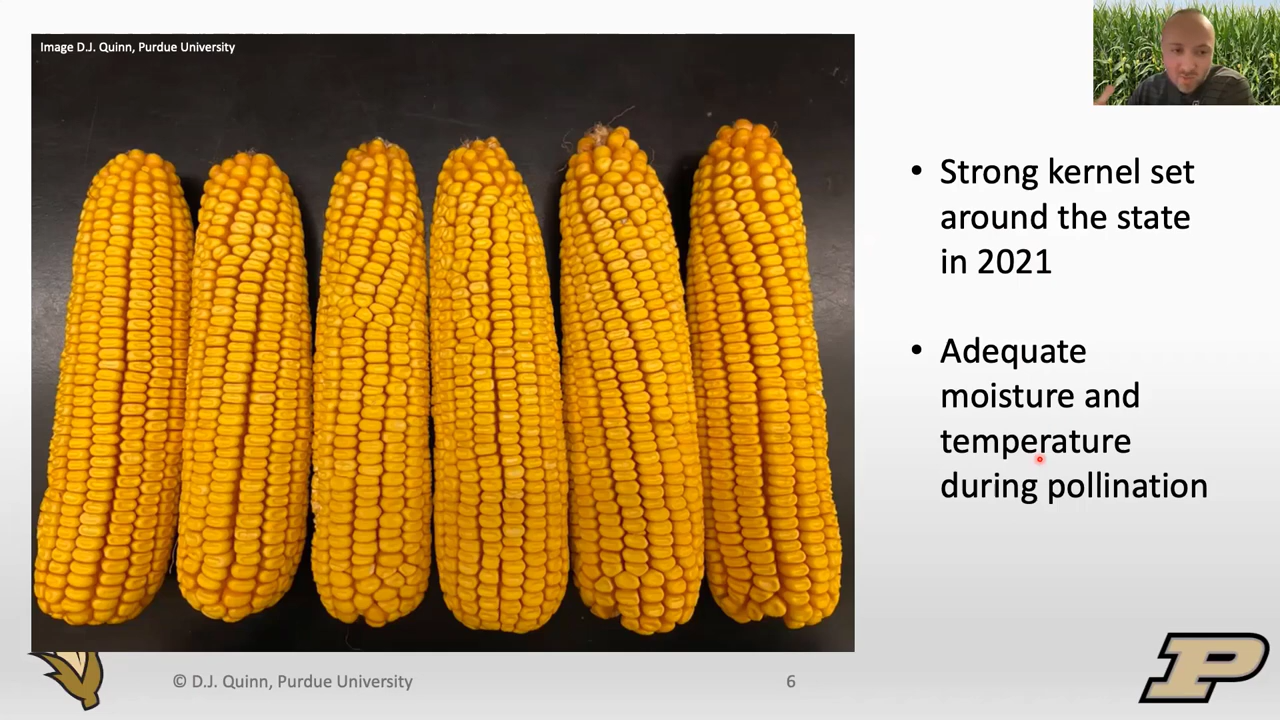 Image D.J. Quinn, Purdue University
• Strong kernel set
around the state
in 2021
• Adequate
moisture and
temperature
during pollination
© D.J. Quinn, Purdue University
6
P